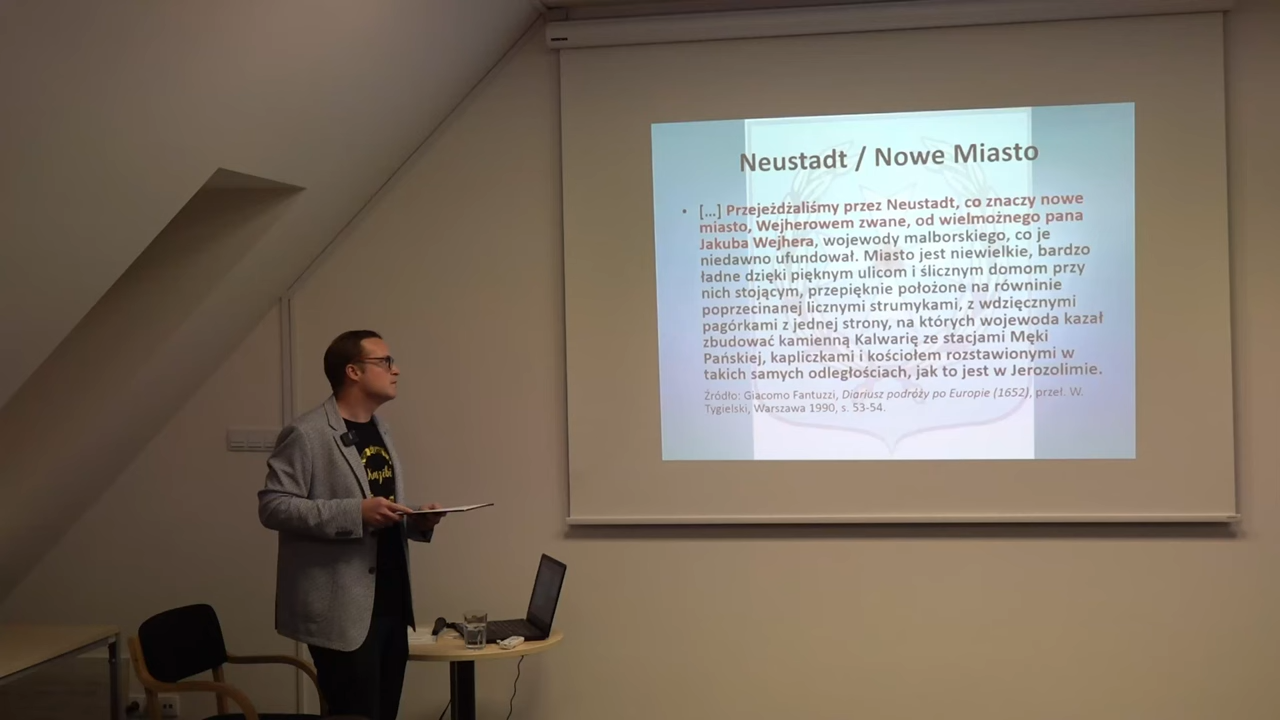 Neustadt / Nowe Miasto
• [...] Przejeżdżaliśmy przez Neustadt, co znaczy nowe
miasto, Wejherowem zwane, od wielmożnego pana
Jakuba Wejhera, wojewody malborskiego, co je
niedawno ufundował. Miasto jest niewielkie, bardzo
ładne dzięki pięknym ulicom i ślicznym domom przy
nich stojącym, przepięknie położone na równinie
poprzecinanej licznymi strumykami, z wdzięcznymi
pagórkami z jednej strony, na których wojewoda kazał
zbudować kamienną Kalwarię ze stacjami Męki
Pańskiej, kapliczkami i kościołem rozstawionymi w
takich samych odległościach, jak to jest w Jerozolimie.
Źródło: Giacomo Fantuzzi, Diariusz podróży po Europie (1652), przeł. W.
Tygielski, Warszawa 1990, s. 53-54.